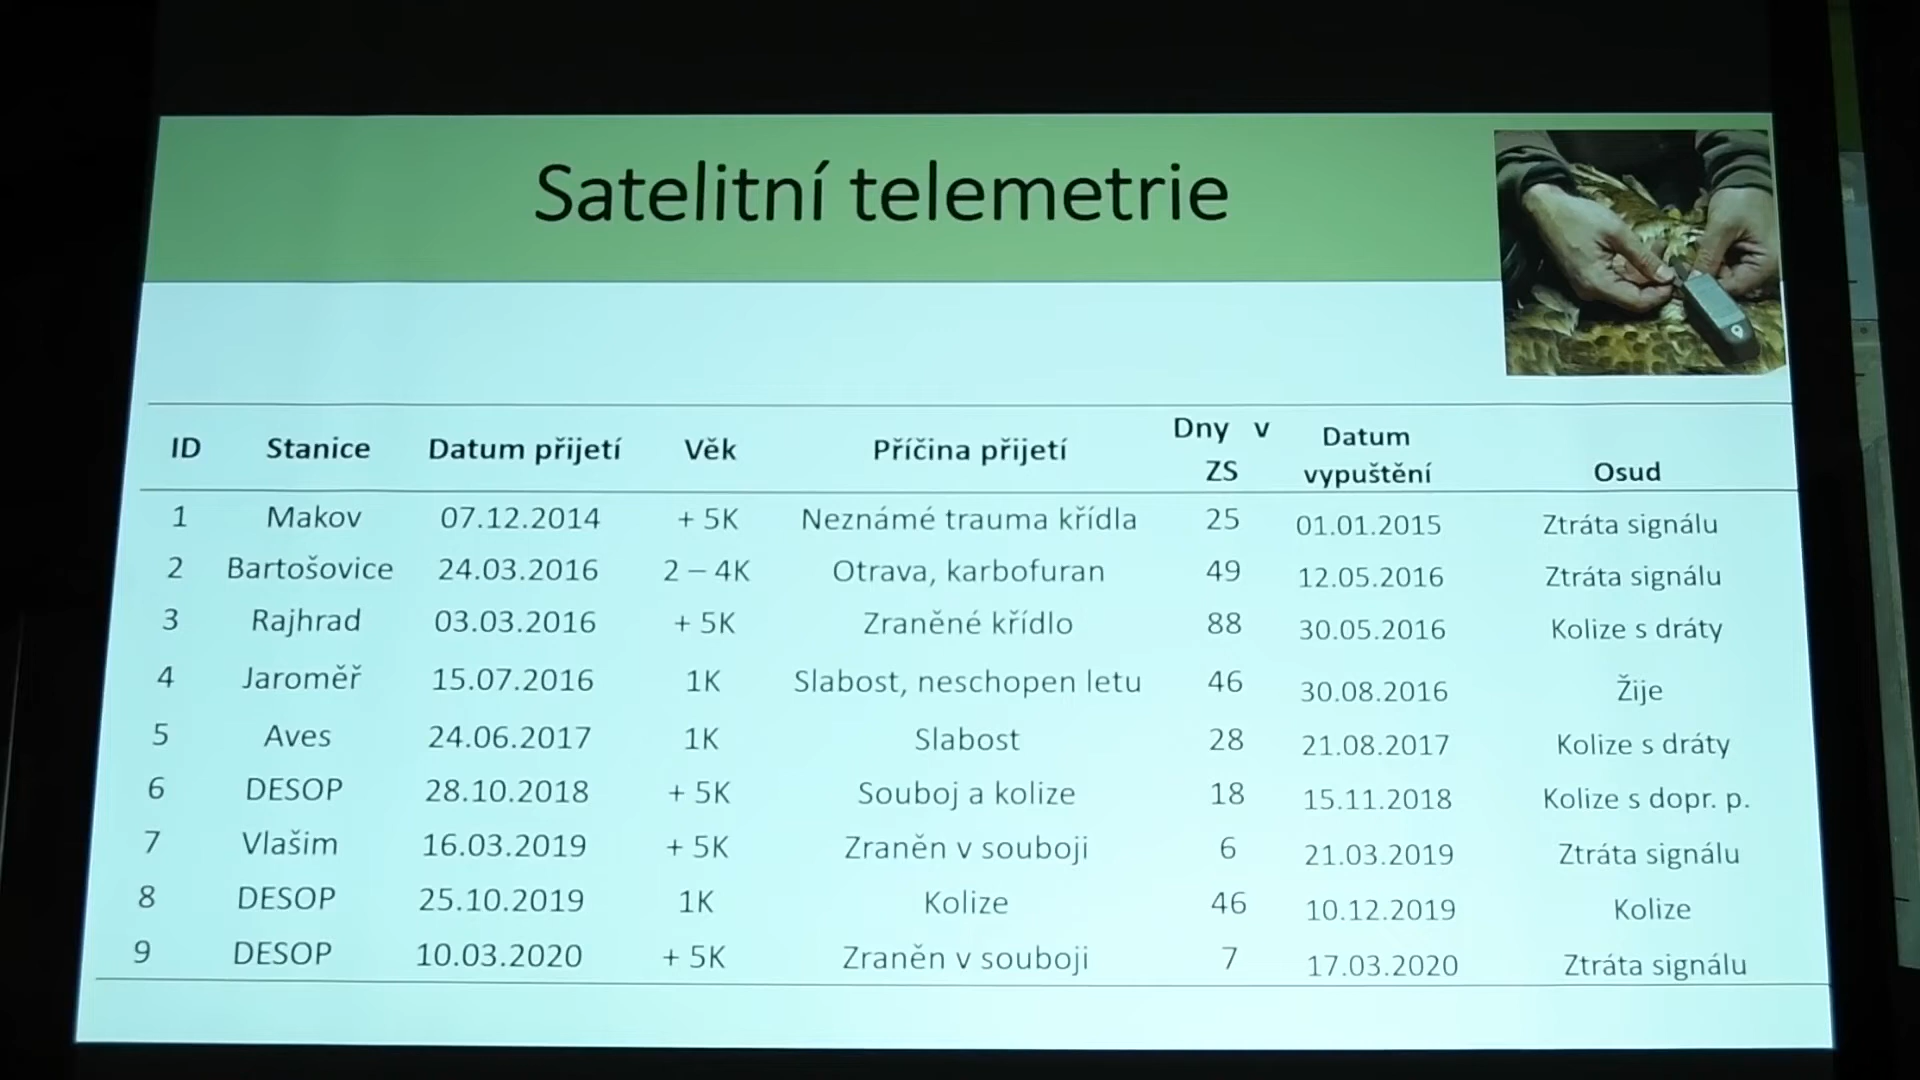 Satelitní telemetrie
ID Stanice Datum přijetí Věk Příčina přijetí Dny v ZS Datum vypuštění Osud
1 Makov 07.12.2014 + 5K Neznámé trauma křídla 25 01.01.2015 Ztráta signálu
2 Bartošovice 24.03.2016 2 – 4K Otrava, karbofuran 49 12.05.2016 Ztráta signálu
3 Rajhrad 03.03.2016 + 5K Zraněné křídlo 88 30.05.2016 Kolize s dráty
4 Jaroměř 15.07.2016 1K Slabost, neschopen letu 46 30.08.2016 Žije
5 Aves 24.06.2017 1K Slabost 28 21.08.2017 Kolize s dráty
6 DESOP 28.10.2018 + 5K Souboj a kolize 18 15.11.2018 Kolize s dopr. p.
7 Vlašim 16.03.2019 + 5K Zraněn v souboji 6 21.03.2019 Ztráta signálu
8 DESOP 25.10.2019 1K Kolize 46 10.12.2019 Kolize
9 DESOP 10.03.2020 + 5K Zraněn v souboji 7 17.03.2020 Ztráta signálu